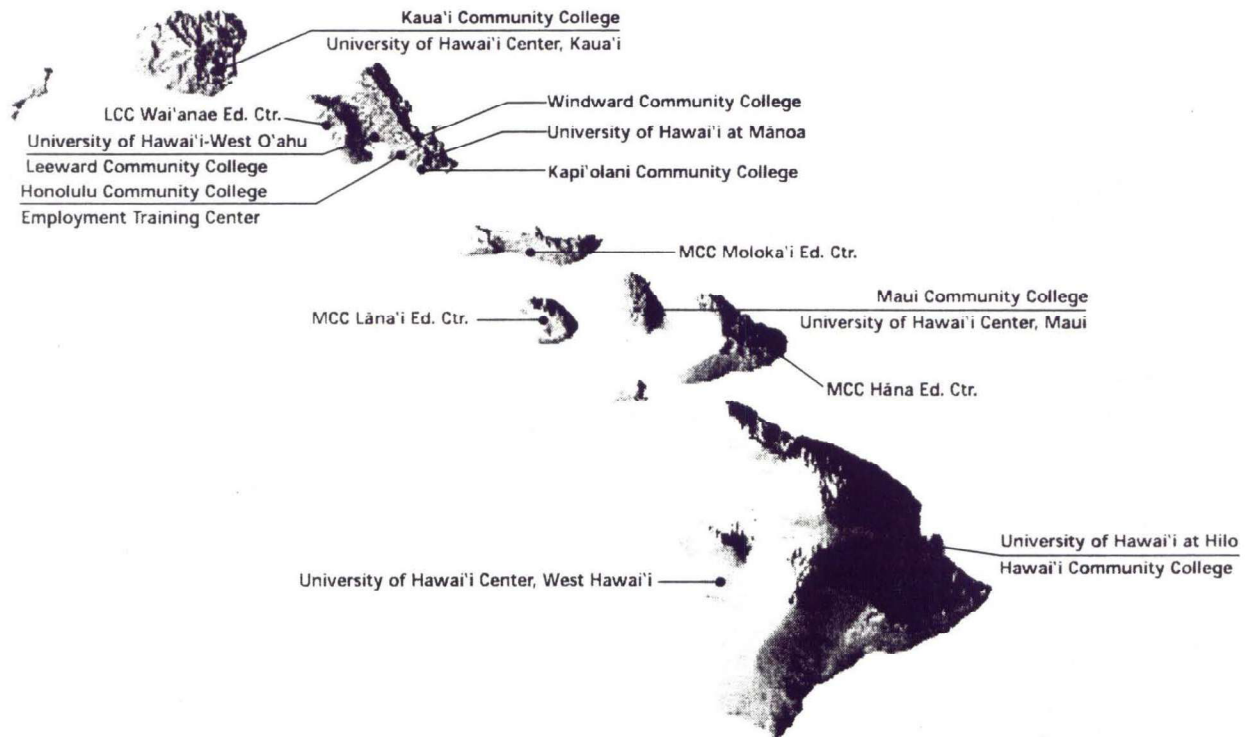 Kaua'i Community College
University of Hawai'i Center, Kaua'i
LCC Wai'anae Ed. Ctr.
University of Hawai'i-West O'ahu
Leeward Community College
Honolulu Community College
Employment Training Center
Windward Community College
University of Hawai'i at Mānoa
Kapi'olani Community College
MCC Moloka'i Ed. Ctr.
MCC Lāna'i Ed. Ctr.
Maui Community College
University of Hawai'i Center, Maui
MCC Hāna Ed. Ctr.
University of Hawai'i at Hilo
Hawai'i Community College
University of Hawai'i Center, West Hawai'i